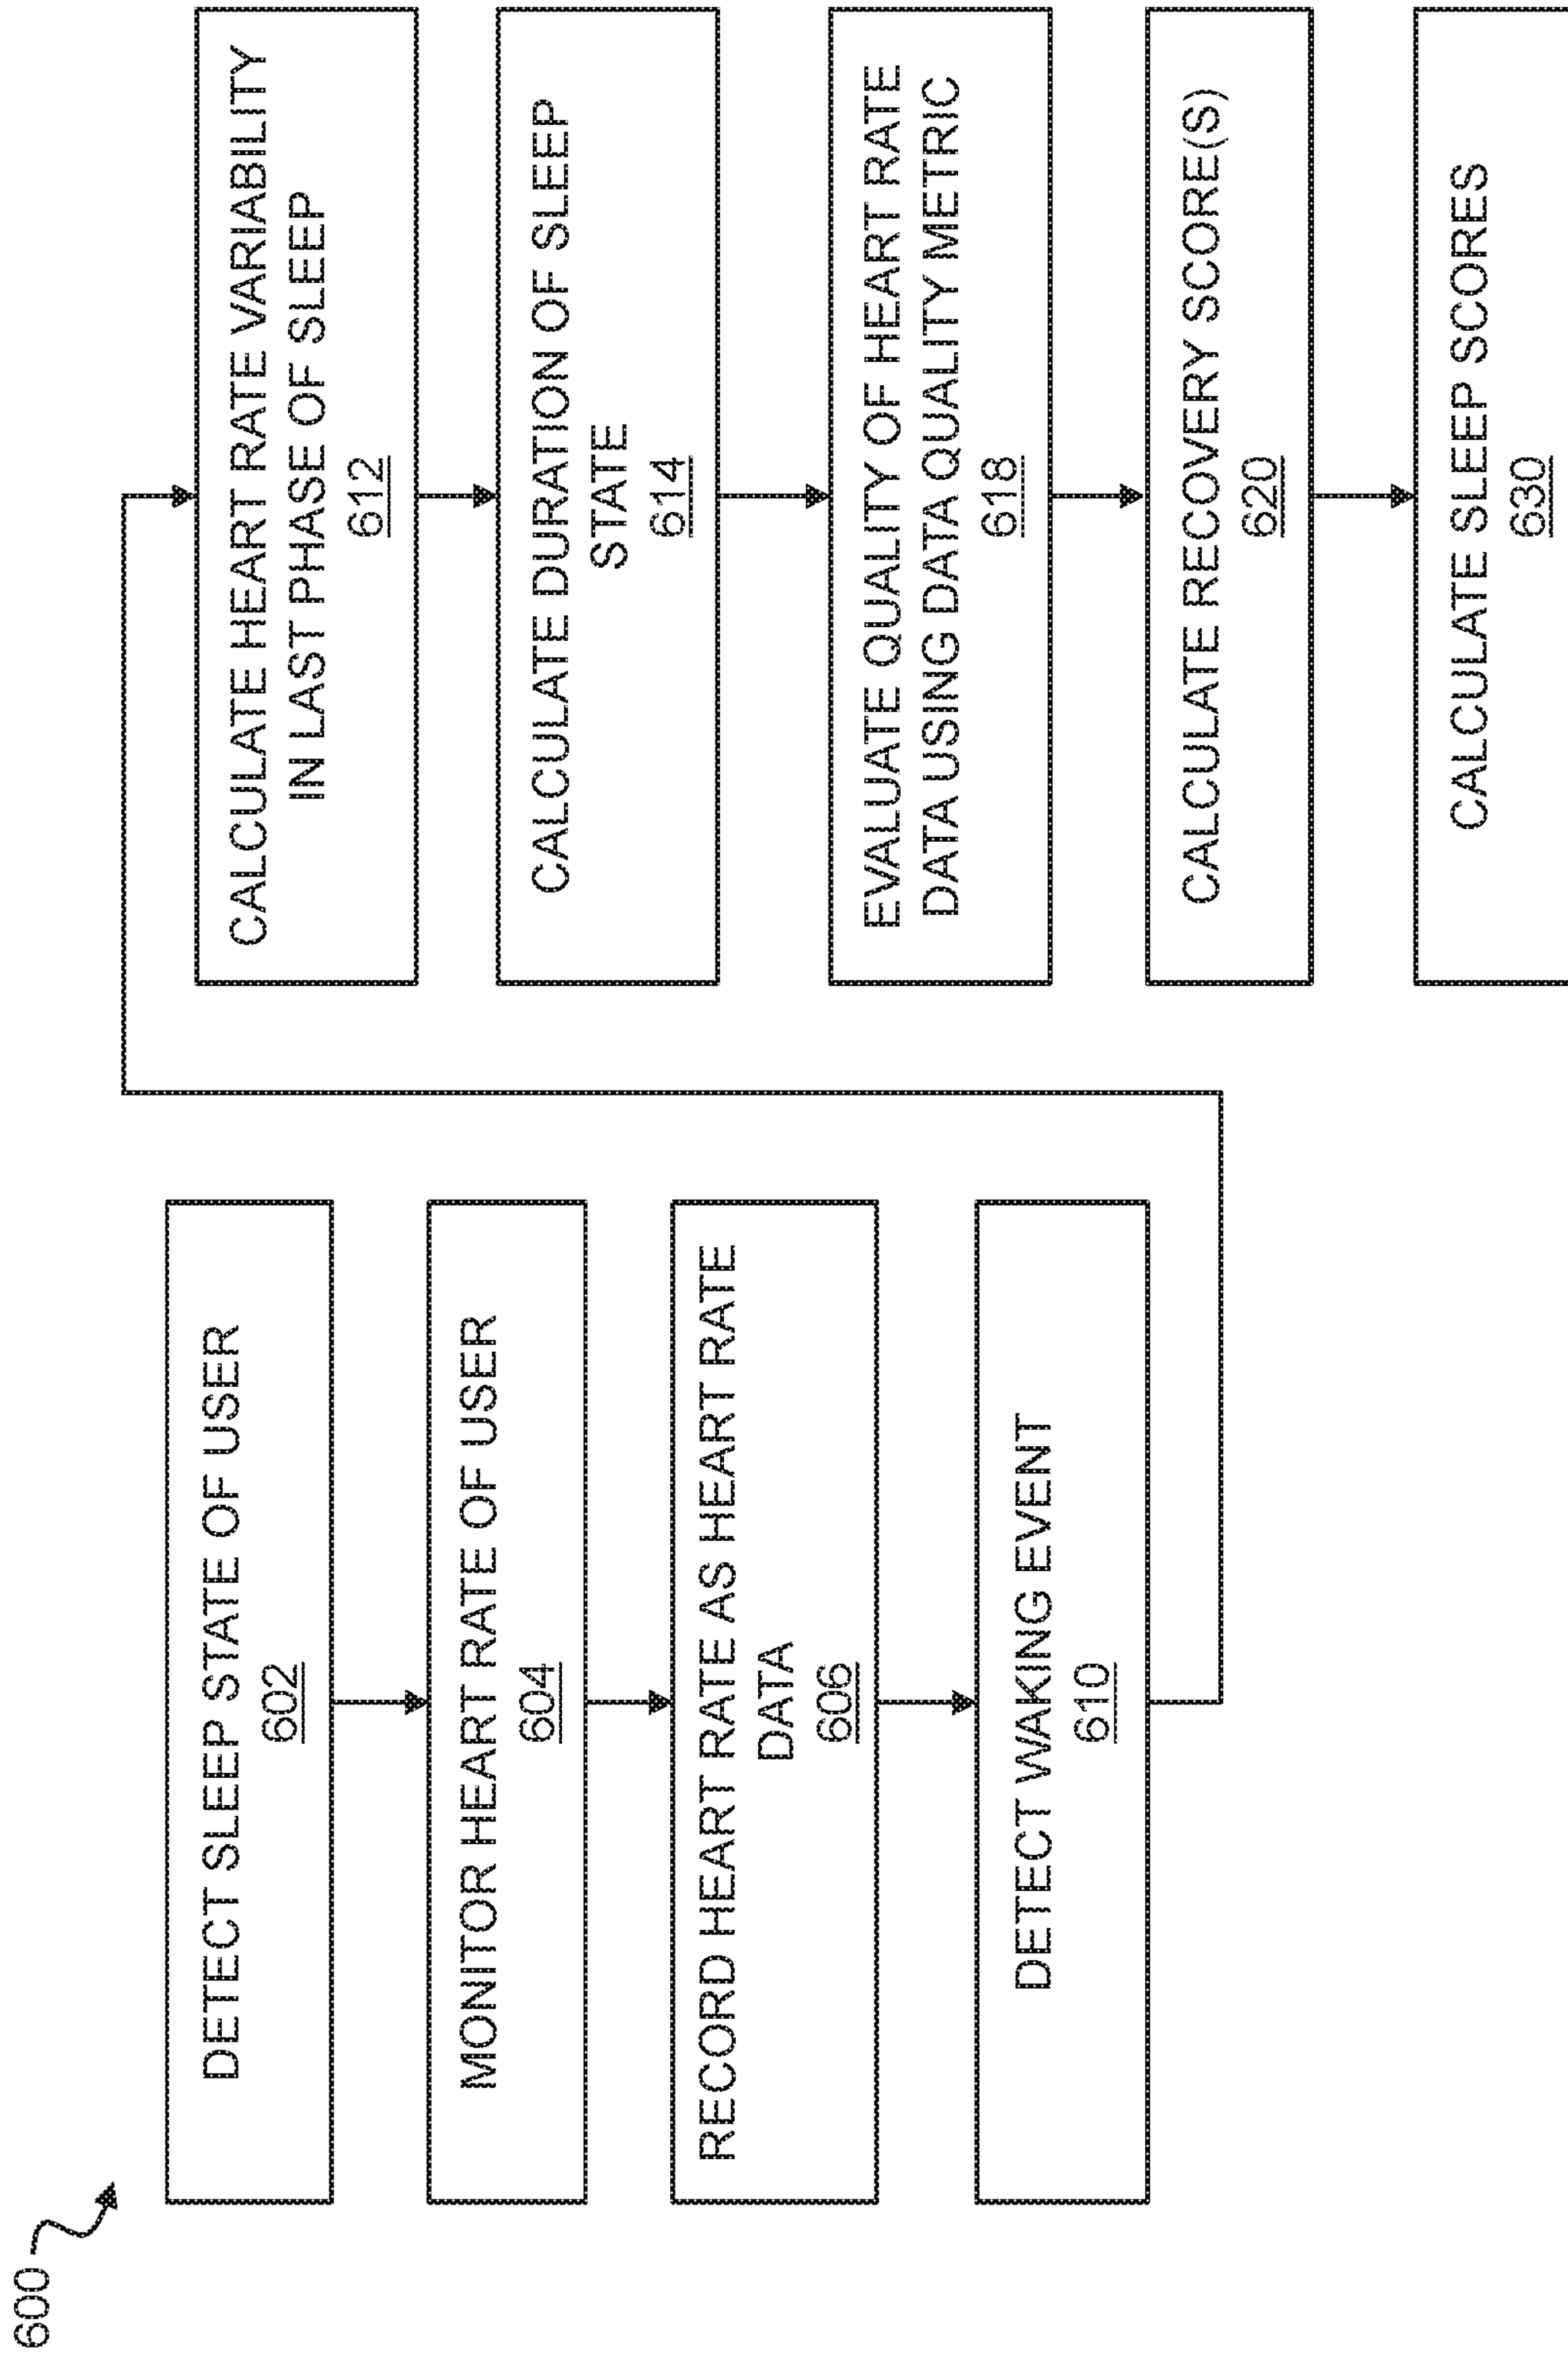 600
DETECT SLEEP STATE OF USER
602
MONITOR HEART RATE OF USER
604
RECORD HEART RATE AS HEART RATE
DATA
606
DETECT WAKING EVENT
610
CALCULATE HEART RATE VARIABILITY
IN LAST PHASE OF SLEEP
612
CALCULATE DURATION OF SLEEP
STATE
614
EVALUATE QUALITY OF HEART RATE
DATA USING DATA QUALITY METRIC
618
CALCULATE RECOVERY SCORE(S)
620
CALCULATE SLEEP SCORES
630